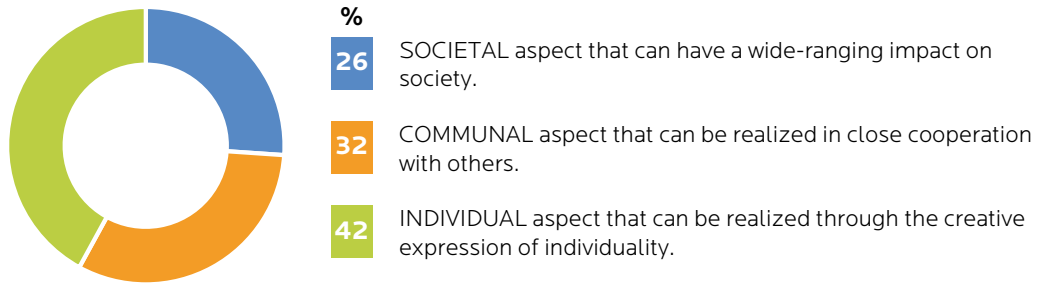 %
26
SOCIETAL aspect that can have a wide-ranging impact on
society.
32
COMMUNAL aspect that can be realized in close cooperation
with others.
42
INDIVIDUAL aspect that can be realized through the creative
expression of individuality.